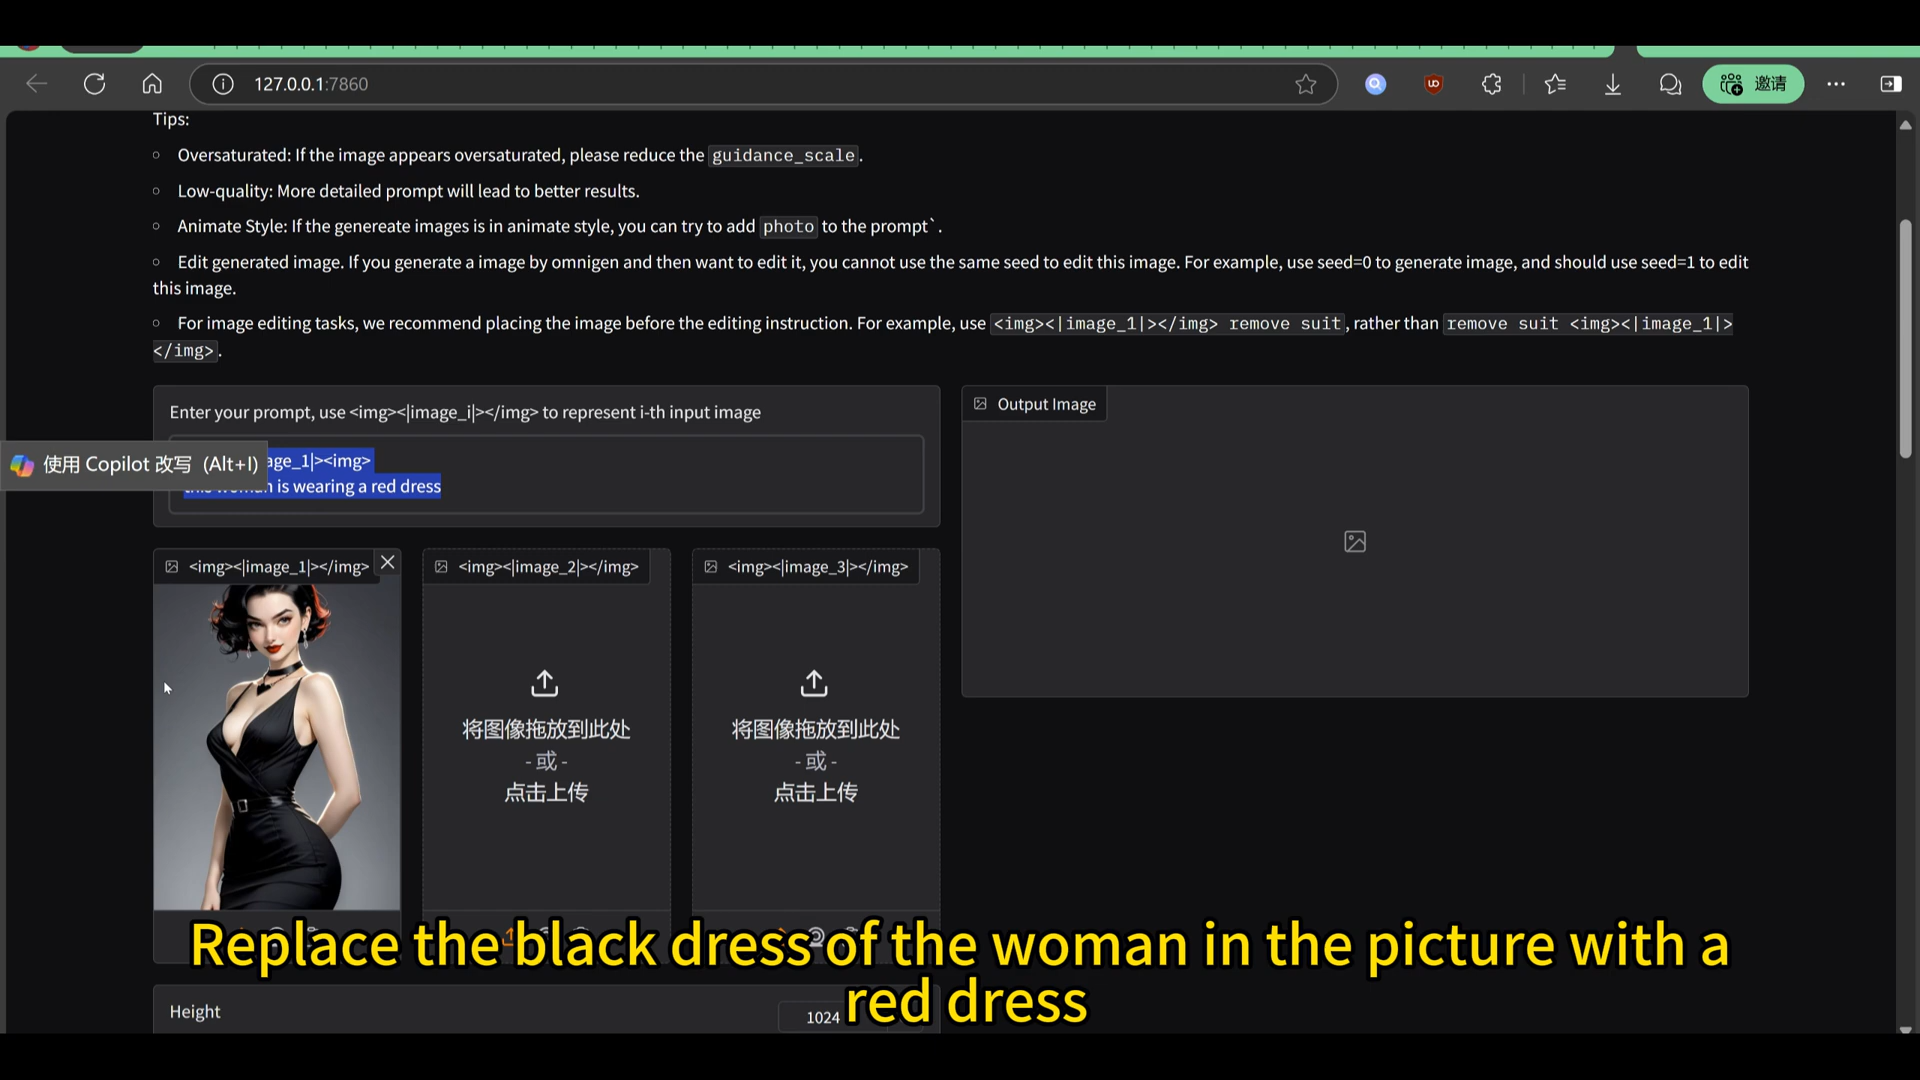 127.0.0.1:7860
邀请
Tips:
Oversaturated: If the image appears oversaturated, please reduce the guidance_scale.
Low-quality: More detailed prompt will lead to better results.
Animate Style: If the genereate images is in animate style, you can try to add photo to the prompt`.
Edit generated image. If you generate a image by omnigen and then want to edit it, you cannot use the same seed to edit this image. For example, use seed=0 to generate image, and should use seed=1 to edit
this image.
For image editing tasks, we recommend placing the image before the editing instruction. For example, use <img><|image_1|></img> remove suit, rather than remove suit <img><|image_1|>
</img>.
Enter your prompt, use <img><|image_i|></img> to represent i-th input image
Output Image
使用 Copilot 改写 (Alt+I)
age_1|><img>
is wearing a red dress
<img><|image_1|></img>
<img><|image_2|></img>
<img><|image_3|></img>
将图像拖放到此处
- 或 -
点击上传
将图像拖放到此处
- 或 -
点击上传
Replace the black dress of the woman in the picture with a
red dress
Height
1024